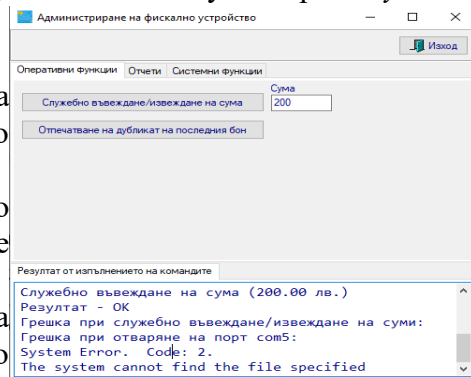 Администриране на фискално устройство
Изход
Оперативни функции Отчети Системни функции
Сума
Служебно въвеждане/извеждане на сума 200
Отпечатване на дубликат на последния бон
Резултат от изпълнението на командите
Служебно въвеждане на сума (200.00 лв.)
Резултат - OK
Грешка при служебно въвеждане/извеждане на суми:
Грешка при отваряне на порт com5:
System Error. Code: 2.
The system cannot find the file specified